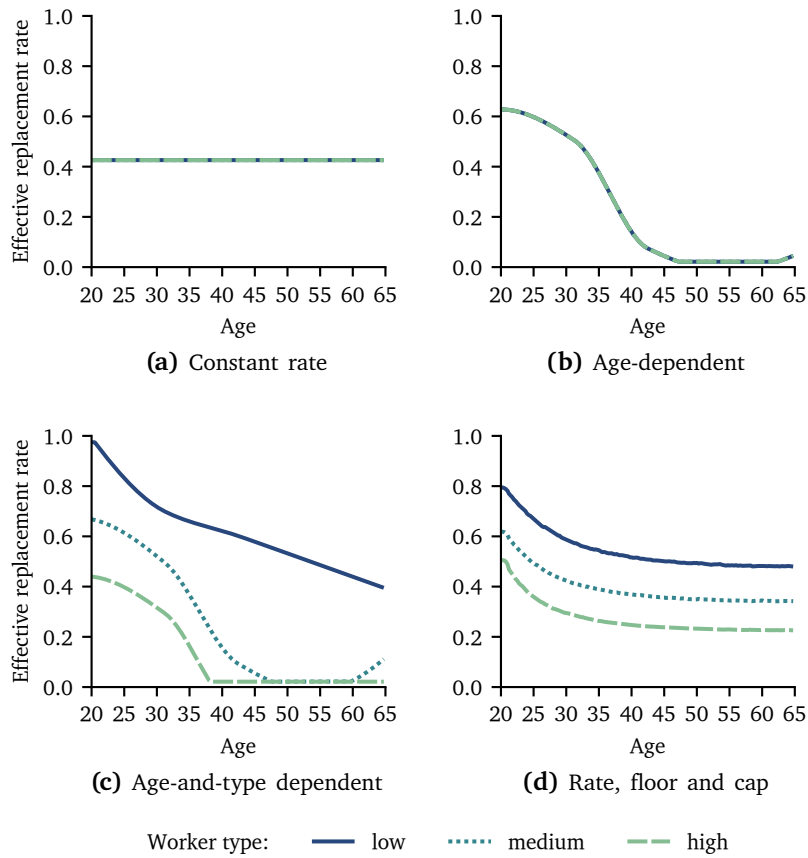 Effective replacement rate
1.0
0.8
0.6
0.4
0.2
0.0
20 25 30 35 40 45 50 55 60 65
Age
(a) Constant rate
1.0
0.8
0.6
0.4
0.2
0.0
20 25 30 35 40 45 50 55 60 65
Age
(b) Age-dependent
Effective replacement rate
1.0
0.8
0.6
0.4
0.2
0.0
20 25 30 35 40 45 50 55 60 65
Age
(c) Age-and-type dependent
1.0
0.8
0.6
0.4
0.2
0.0
20 25 30 35 40 45 50 55 60 65
Age
(d) Rate, floor and cap
Worker type: low medium high